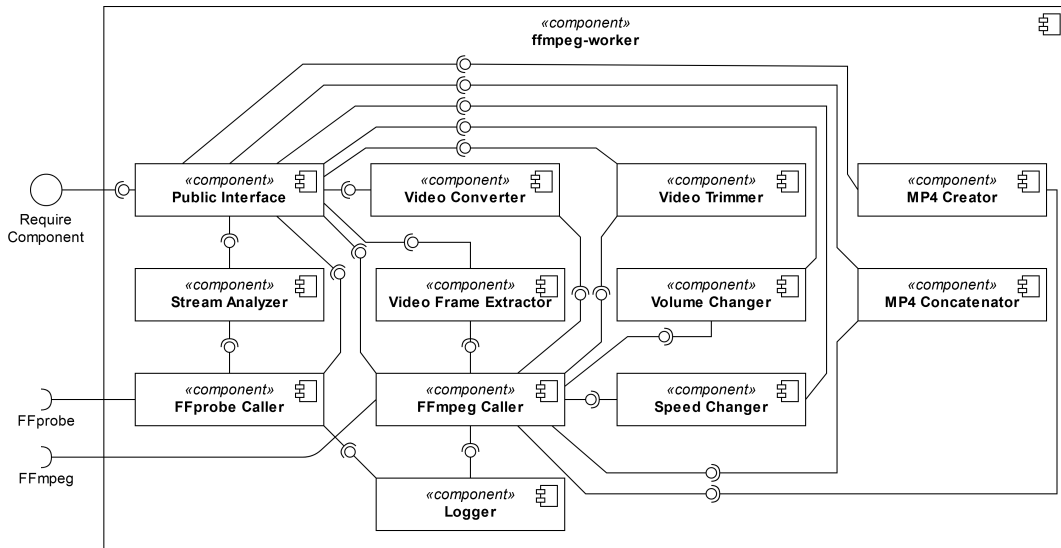 «component»
ffmpeg-worker
«component»
Public Interface
«component»
Video Converter
«component»
Video Trimmer
«component»
MP4 Creator
Require
Component
«component»
Stream Analyzer
«component»
Video Frame Extractor
«component»
Volume Changer
«component»
MP4 Concatenator
«component»
FFprobe Caller
«component»
FFmpeg Caller
«component»
Speed Changer
FFprobe
FFmpeg
«component»
Logger